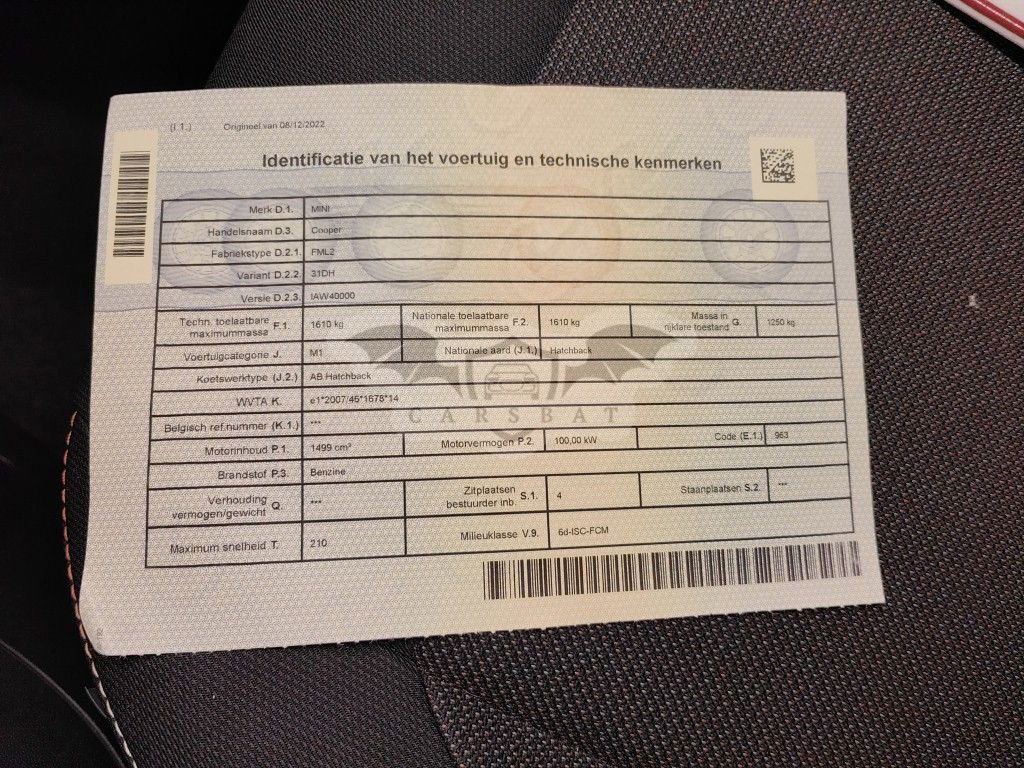 (I.1.) Origineel van 08/12/2022
Identificatie van het voertuig en technische kenmerken
Merk D.1. MINI
Handelsnaam D.3. Cooper
Fabriekstype D.2.1. FML2
Variant D.2.2. 31DH
Versie D.2.3. IAW40000
Techn. toelaatbare maximummassa F.1. 1610 kg Nationale toelaatbare maximummassa F.2. 1610 kg Massa in rijklare toestand G. 1250 kg
Voertuigcategorie J. M1 Nationale aard (J.1.) Hatchback
Koetswerktype (J.2.) AB Hatchback
WVTA K. e1*2007/46*1678*14
CARSBAT
Belgisch ref.nummer (K.1.) ***
Motorinhoud P.1. 1499 cm³ Motorvermogen P.2. 100,00 kW Code (E.1.) 963
Brandstof P.3. Benzine
Verhouding vermogen/gewicht Q. *** Zitplaatsen bestuurder inb. S.1. 4 Staanplaatsen S.2. ***
Maximum snelheid T. 210 Milieuklasse V.9. 6d-ISC-FCM